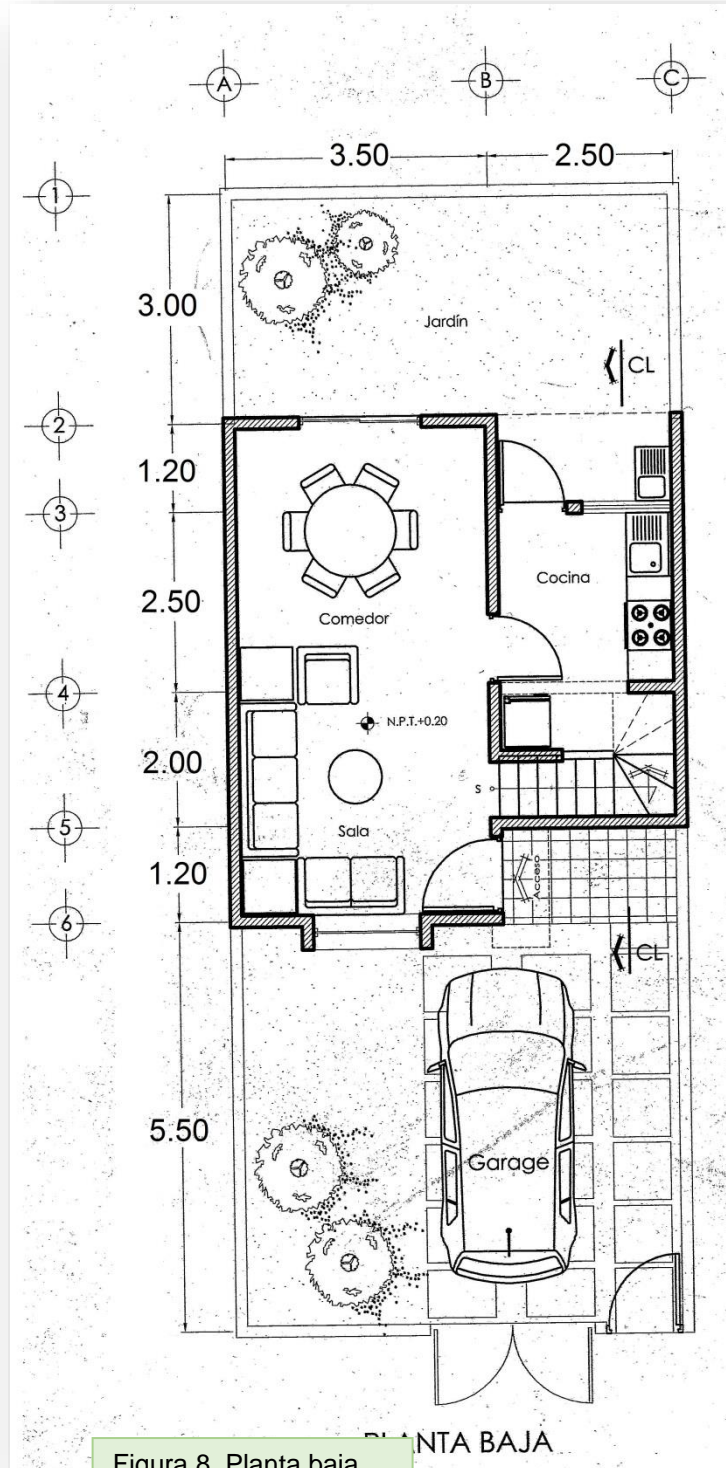 A B C
3.50 2.50
1
3.00
Jardín
CL
2
1.20
3
Cocina
2.50
Comedor
4
N.P.T.+0.20
2.00
S
5
Sala
1.20
Acceso
6
CL
5.50
Garage
PLANTA BAJA
Figura 8. Planta baja